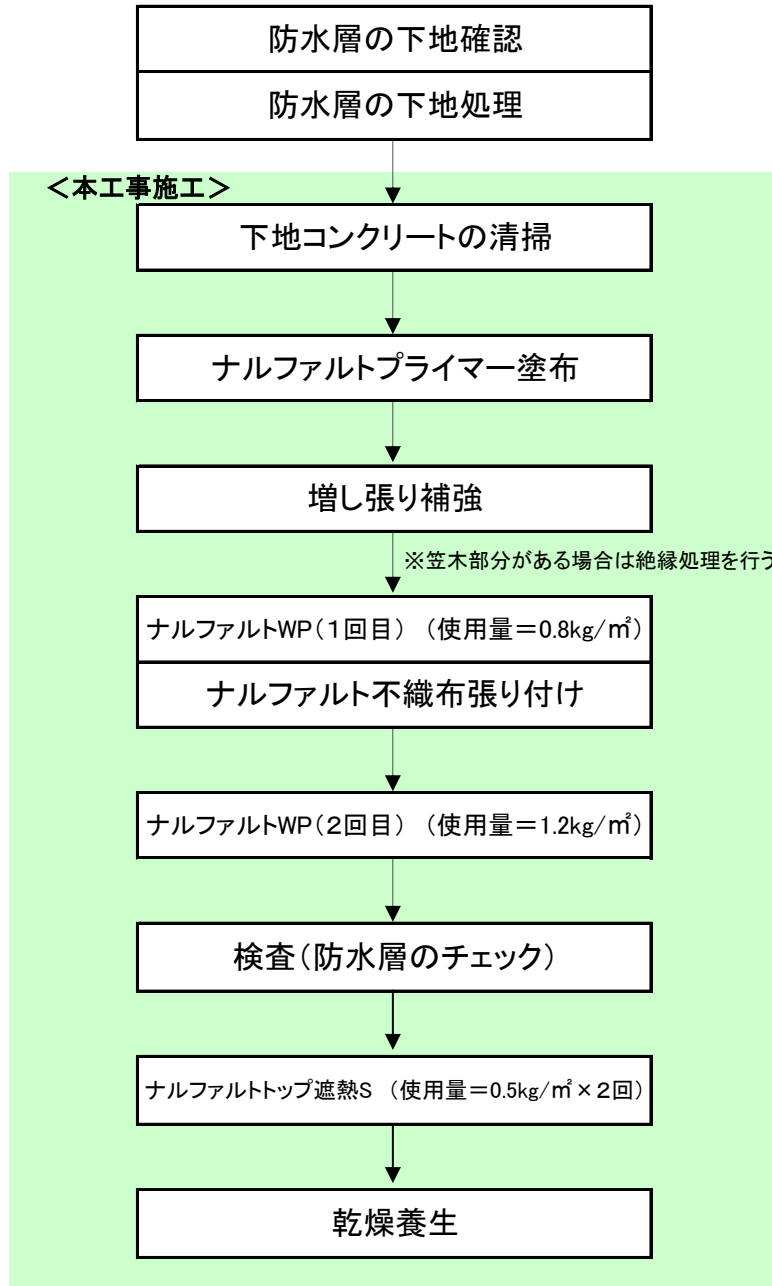 防水層の下地確認
防水層の下地処理
＜本工事施工＞
下地コンクリートの清掃
ナルファルトプライマー塗布
増し張り補強
※笠木部分がある場合は絶縁処理を行う
ナルファルトWP（１回目）　（使用量＝0.8kg/㎡）
ナルファルト不織布張り付け
ナルファルトWP（２回目）　（使用量＝1.2kg/㎡）
検査（防水層のチェック）
ナルファルトトップ遮熱S　（使用量＝0.5kg/㎡×２回）
乾燥養生